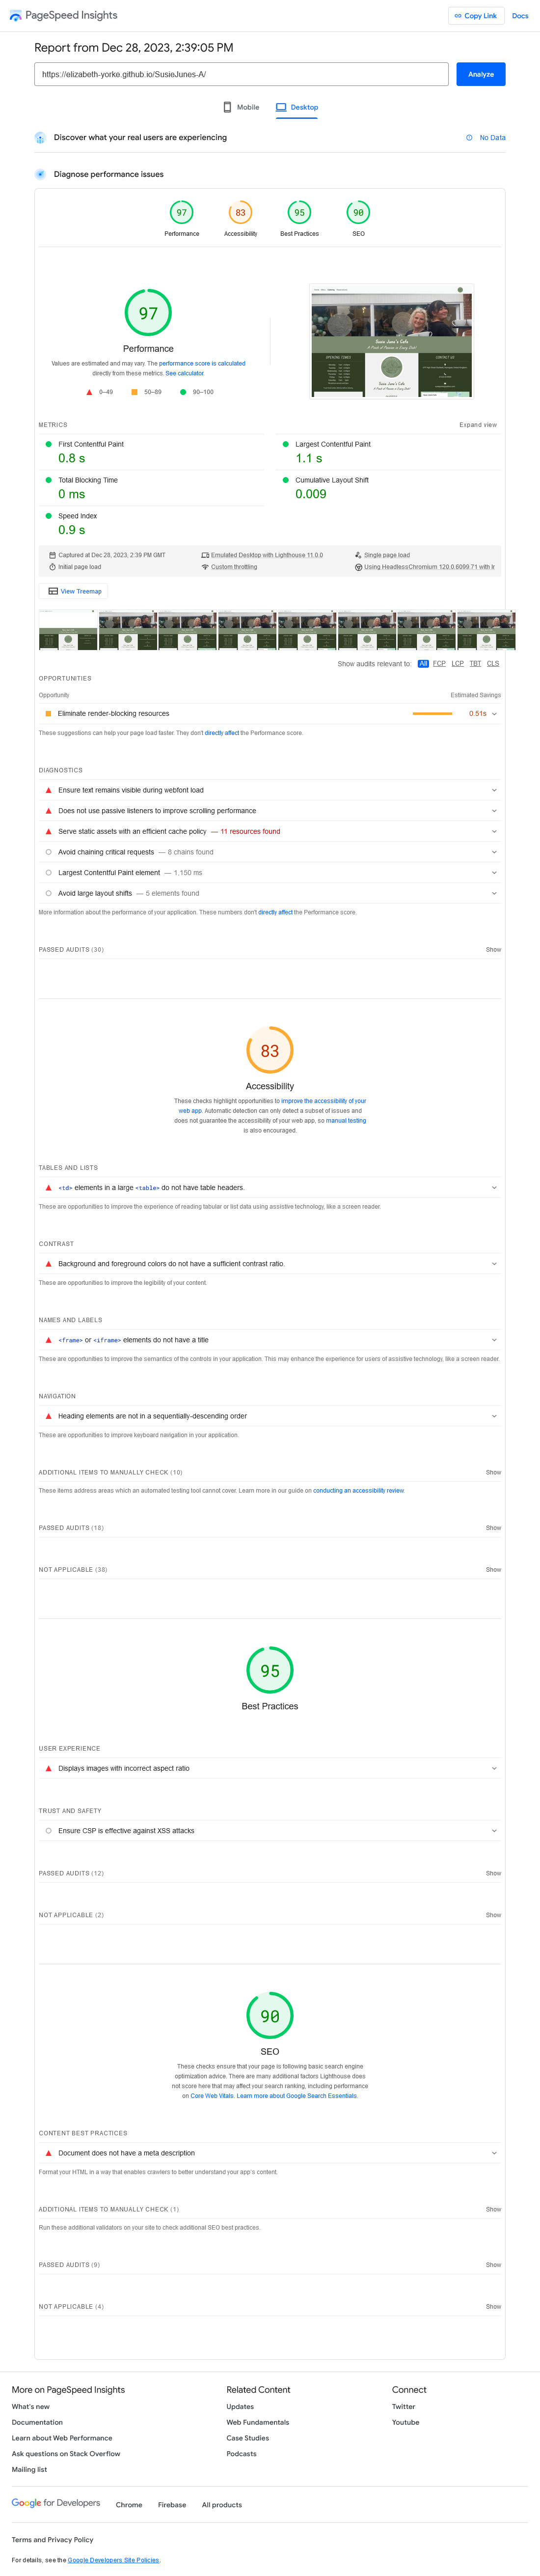 PageSpeed Insights
Copy Link
Docs
Report from Dec 28, 2023, 2:39:05 PM
https://elizabeth-yorke.github.io/SusieJunes-A/
Analyze
Mobile
Desktop
Discover what your real users are experiencing
No Data
Diagnose performance issues
97
83
95
90
Performance
Accessibility
Best Practices
SEO
97
Performance
Values are estimated and may vary. The performance score is calculated
directly from these metrics. See calculator.
0–49
50–89
90–100
Susie June's Café
OPENING TIMES
CONTACT US
Susie June's Café
METRICS
Expand view
First Contentful Paint
0.8 s
Largest Contentful Paint
1.1 s
Total Blocking Time
0 ms
Cumulative Layout Shift
0.009
Speed Index
0.9 s
Captured at Dec 28, 2023, 2:39 PM GMT
Emulated Desktop with Lighthouse 11.0.0
Single page load
Initial page load
Custom throttling
Using HeadlessChromium 120.0.6099.71 with lr
View Treemap
Show audits relevant to:
All
FCP
LCP
TBT
CLS
OPPORTUNITIES
Opportunity
Estimated Savings
Eliminate render-blocking resources
0.51s
These suggestions can help your page load faster. They don't directly affect the Performance score.
DIAGNOSTICS
Ensure text remains visible during webfont load
Does not use passive listeners to improve scrolling performance
Serve static assets with an efficient cache policy — 11 resources found
Avoid chaining critical requests — 8 chains found
Largest Contentful Paint element — 1,150 ms
Avoid large layout shifts — 5 elements found
More information about the performance of your application. These numbers don't directly affect the Performance score.
PASSED AUDITS (30)
Show
83
Accessibility
These checks highlight opportunities to improve the accessibility of your
web app. Automatic detection can only detect a subset of issues and
does not guarantee the accessibility of your web app, so manual testing
is also encouraged.
TABLES AND LISTS
<td> elements in a large <table> do not have table headers.
These are opportunities to improve the experience of reading tabular or list data using assistive technology, like a screen reader.
CONTRAST
Background and foreground colors do not have a sufficient contrast ratio.
These are opportunities to improve the legibility of your content.
NAMES AND LABELS
<frame> or <iframe> elements do not have a title
These are opportunities to improve the semantics of the controls in your application. This may enhance the experience for users of assistive technology, like a screen reader.
NAVIGATION
Heading elements are not in a sequentially-descending order
These are opportunities to improve keyboard navigation in your application.
ADDITIONAL ITEMS TO MANUALLY CHECK (10)
Show
These items address areas which an automated testing tool cannot cover. Learn more in our guide on conducting an accessibility review.
PASSED AUDITS (18)
Show
NOT APPLICABLE (38)
Show
95
Best Practices
USER EXPERIENCE
Displays images with incorrect aspect ratio
TRUST AND SAFETY
Ensure CSP is effective against XSS attacks
PASSED AUDITS (12)
Show
NOT APPLICABLE (2)
Show
90
SEO
These checks ensure that your page is following basic search engine
optimization advice. There are many additional factors Lighthouse does
not score here that may affect your search ranking, including performance
on Core Web Vitals. Learn more about Google Search Essentials.
CONTENT BEST PRACTICES
Document does not have a meta description
Format your HTML in a way that enables crawlers to better understand your app's content.
ADDITIONAL ITEMS TO MANUALLY CHECK (1)
Show
Run these additional validators on your site to check additional SEO best practices.
PASSED AUDITS (9)
Show
NOT APPLICABLE (4)
Show
More on PageSpeed Insights
Related Content
Connect
What's new
Updates
Twitter
Documentation
Web Fundamentals
Youtube
Learn about Web Performance
Case Studies
Ask questions on Stack Overflow
Podcasts
Mailing list
Google for Developers
Chrome
Firebase
All products
Terms and Privacy Policy
For details, see the Google Developers Site Policies.